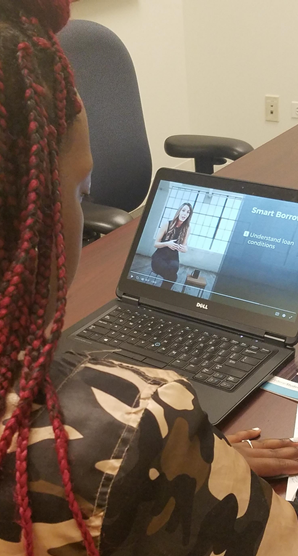 Smart Borro
Understand loan
conditions
DELL